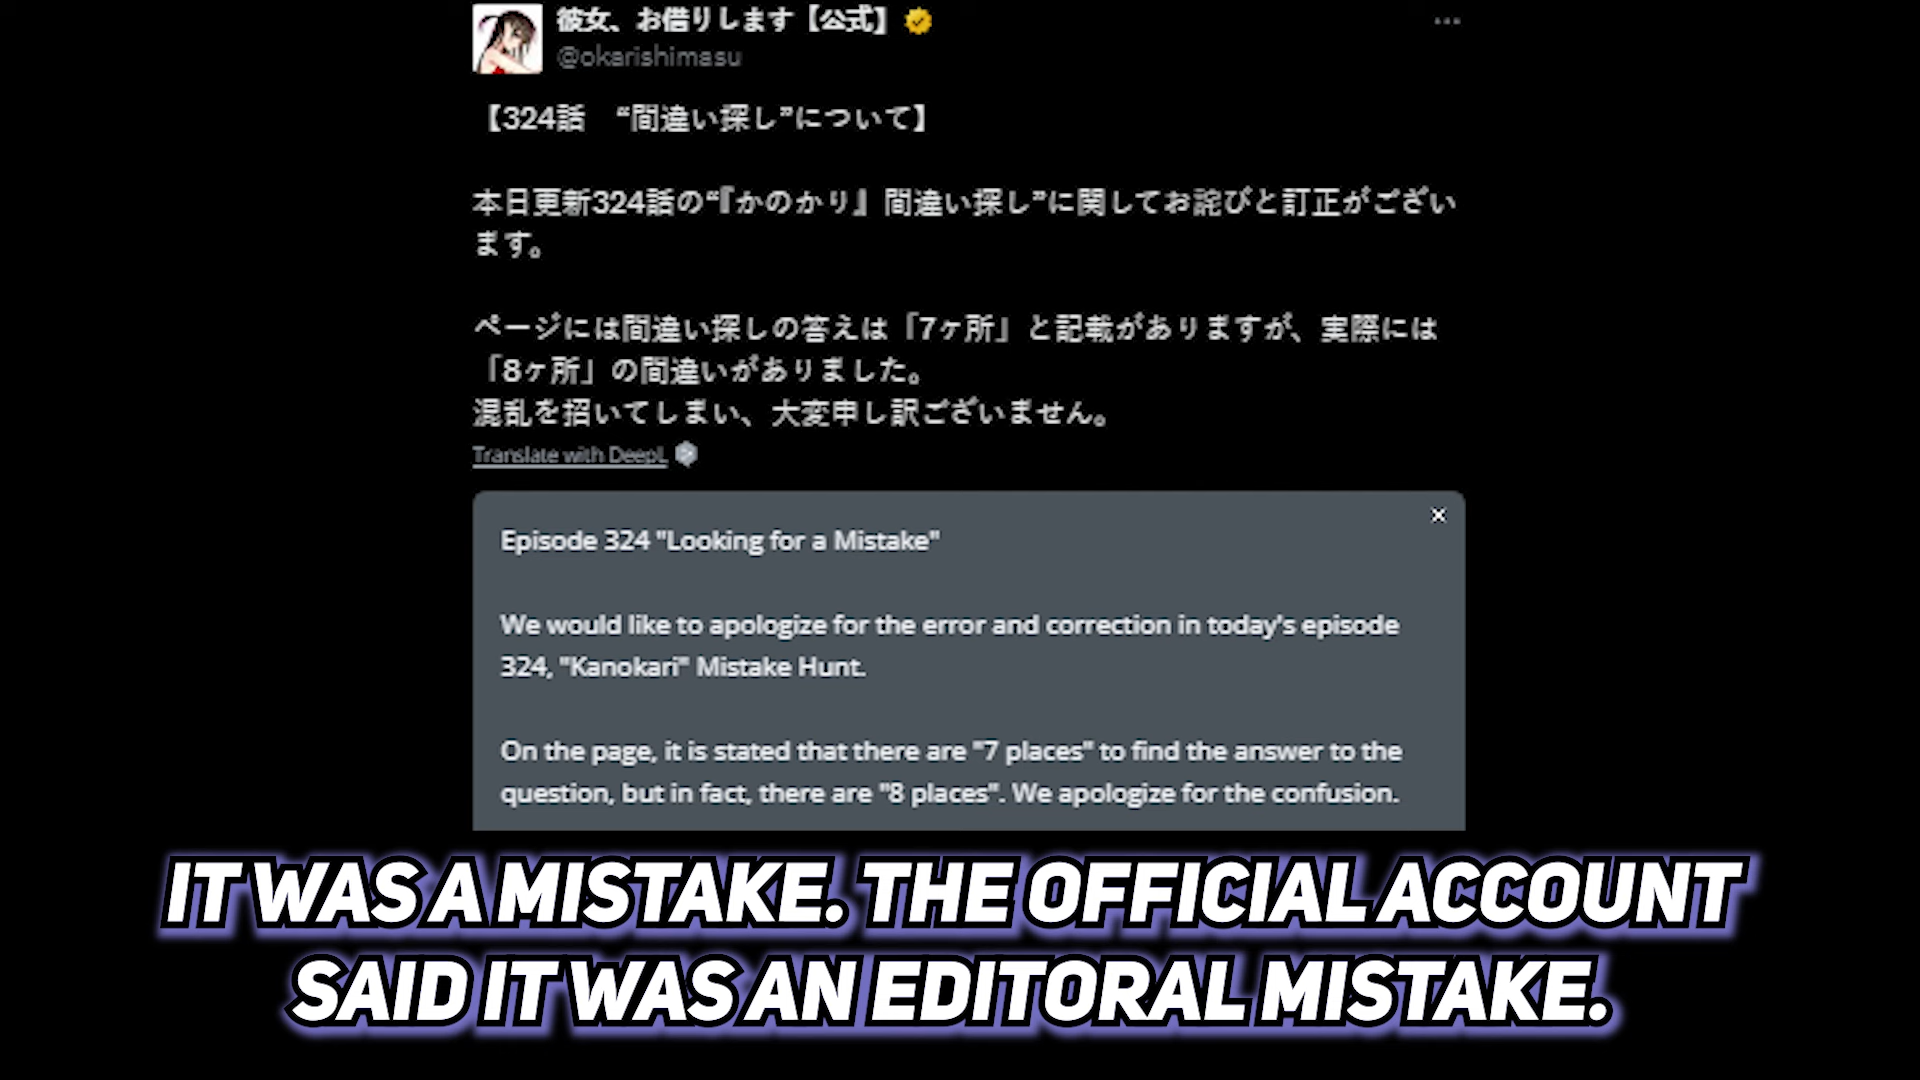 彼女、お借りします【公式】
@okarishimasu
【324話　“間違い探し”について】
本日更新324話の“『かのかり』間違い探し”に関してお詫びと訂正がござい
ます。
ページには間違い探しの答えは「7ヶ所」と記載がありますが、実際には
「8ヶ所」の間違いがありました。
混乱を招いてしまい、大変申し訳ございません。
Translate with DeepL
Episode 324 "Looking for a Mistake"
We would like to apologize for the error and correction in today's episode
324, "Kanokari" Mistake Hunt.
On the page, it is stated that there are "7 places" to find the answer to the
question, but in fact, there are "8 places". We apologize for the confusion.
IT WAS A MISTAKE. THE OFFICIAL ACCOUNT
SAID IT WAS AN EDITORAL MISTAKE.